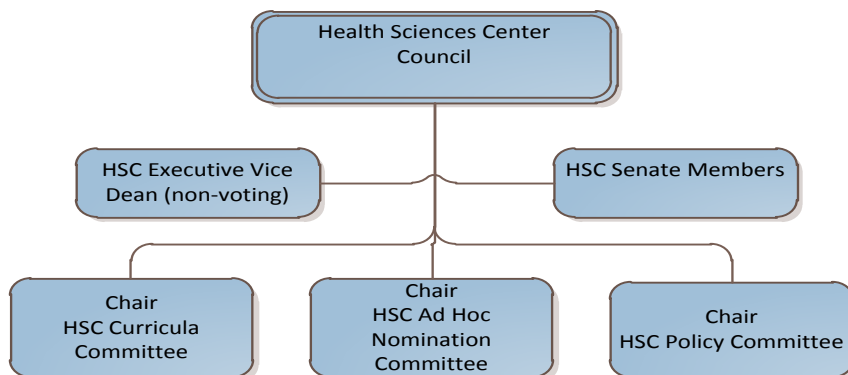 Health Sciences Center
Council
HSC Executive Vice
Dean (non-voting)
HSC Senate Members
Chair
HSC Curricula
Committee
Chair
HSC Ad Hoc
Nomination
Committee
Chair
HSC Policy Committee